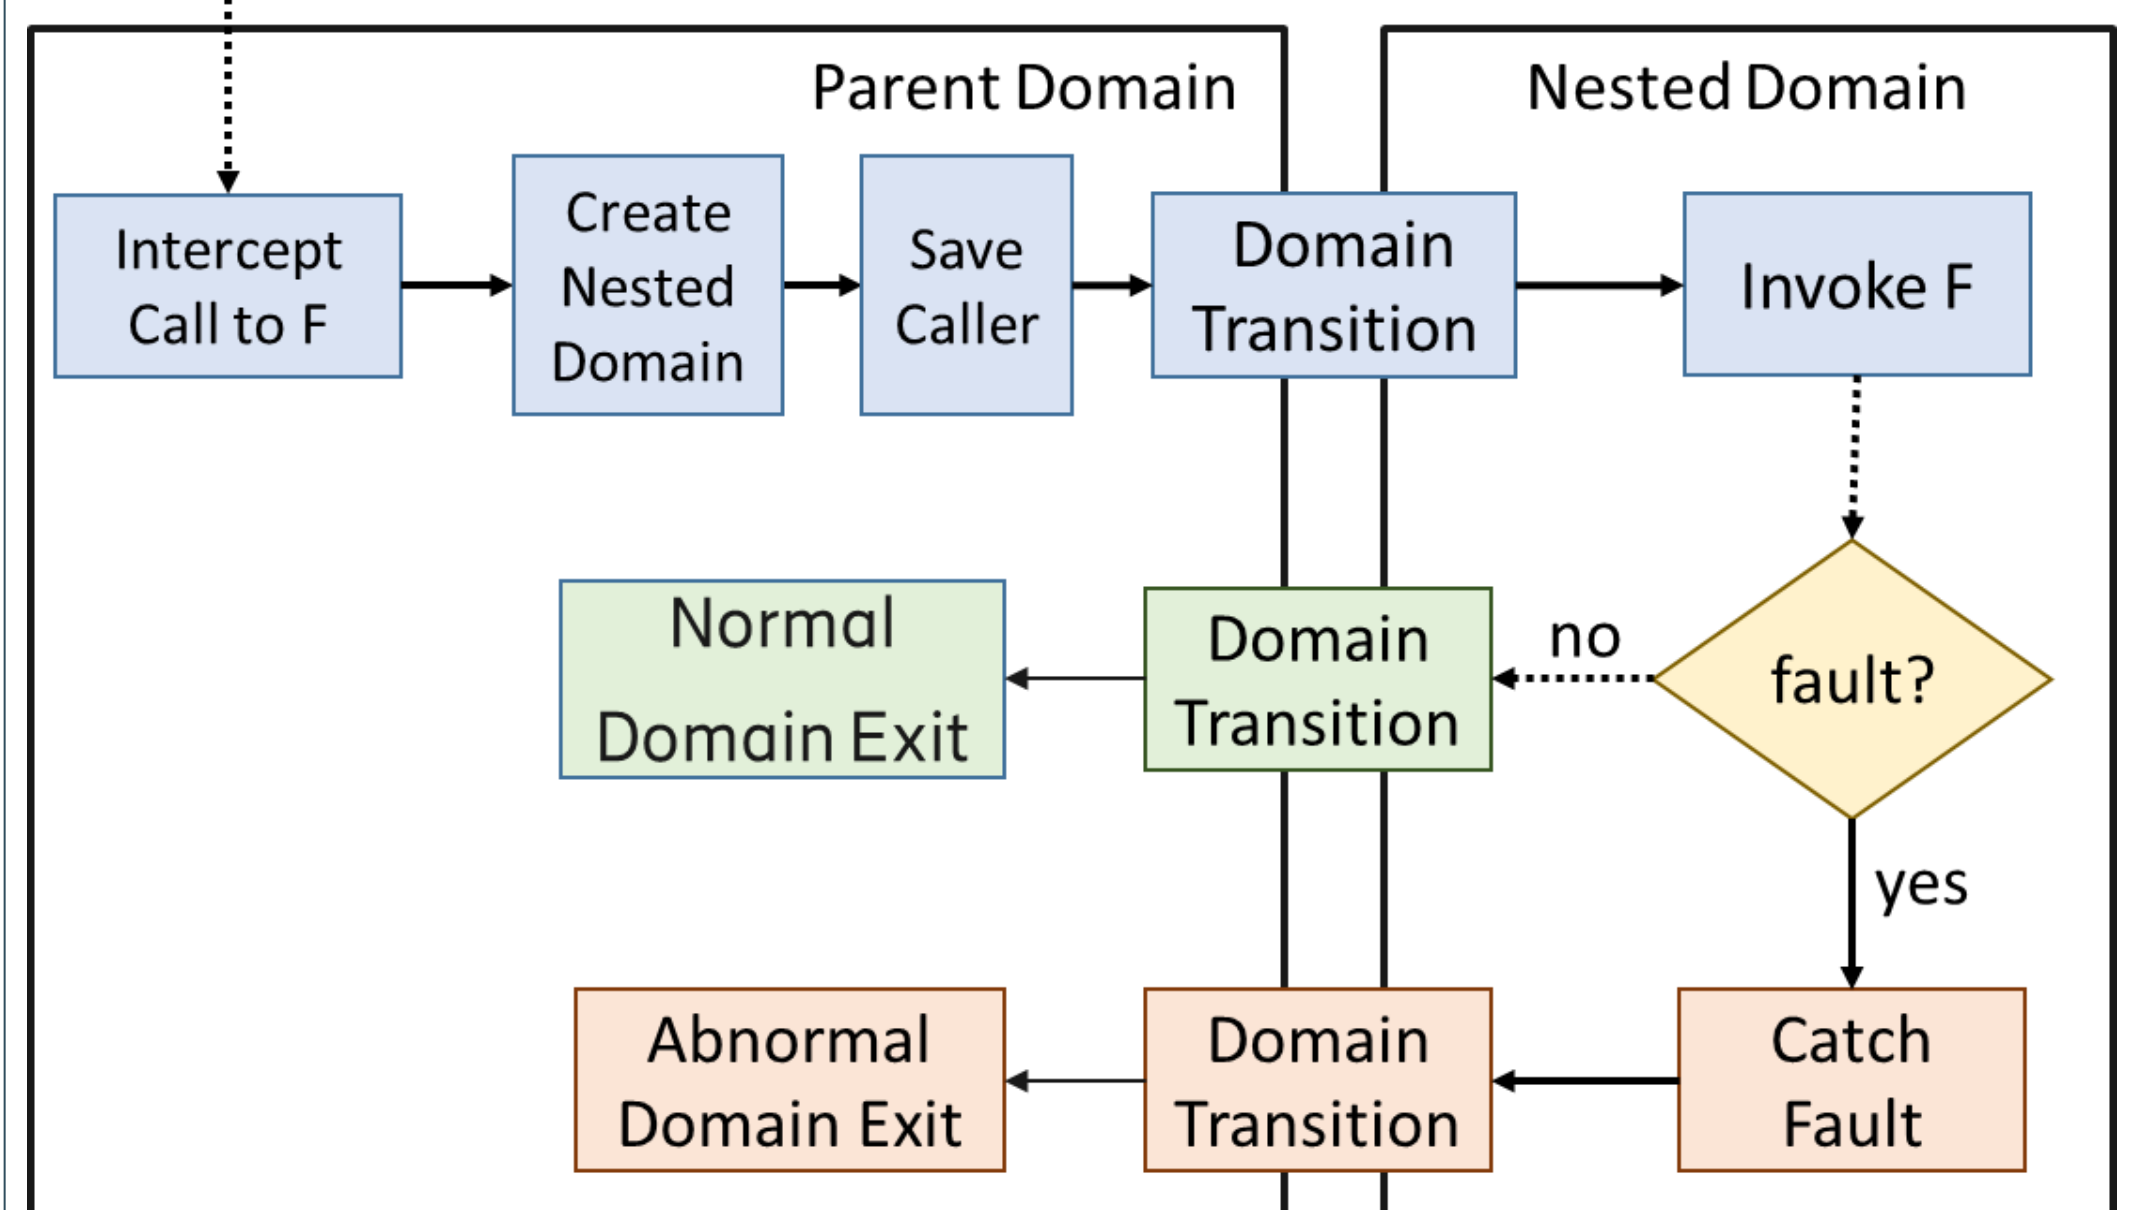 Parent Domain
Nested Domain
Intercept
Call to F
Create
Nested
Domain
Save
Caller
Domain
Transition
Invoke F
Normal
Domain Exit
Domain
Transition
no
fault?
yes
Abnormal
Domain Exit
Domain
Transition
Catch
Fault